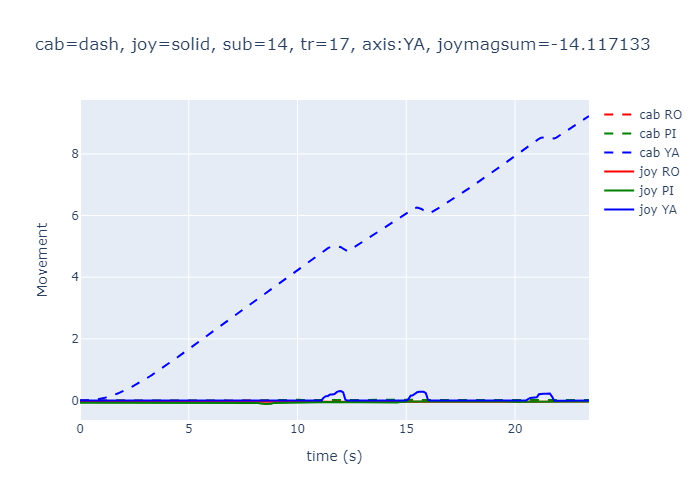 cab=dash, joy=solid, sub=14, tr=17, axis:YA, joymagsum=-14.117133
cab RO
cab PI
cab YA
joy RO
joy PI
joy YA
Movement
8
6
4
2
0
0 5 10 15 20
time (s)